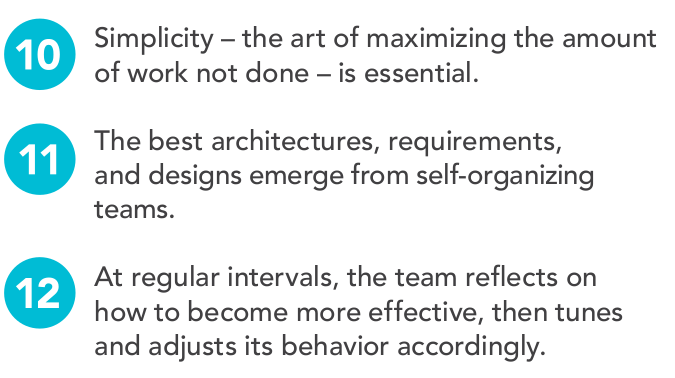 10 Simplicity – the art of maximizing the amount
of work not done – is essential.
11 The best architectures, requirements,
and designs emerge from self-organizing
teams.
12 At regular intervals, the team reflects on
how to become more effective, then tunes
and adjusts its behavior accordingly.